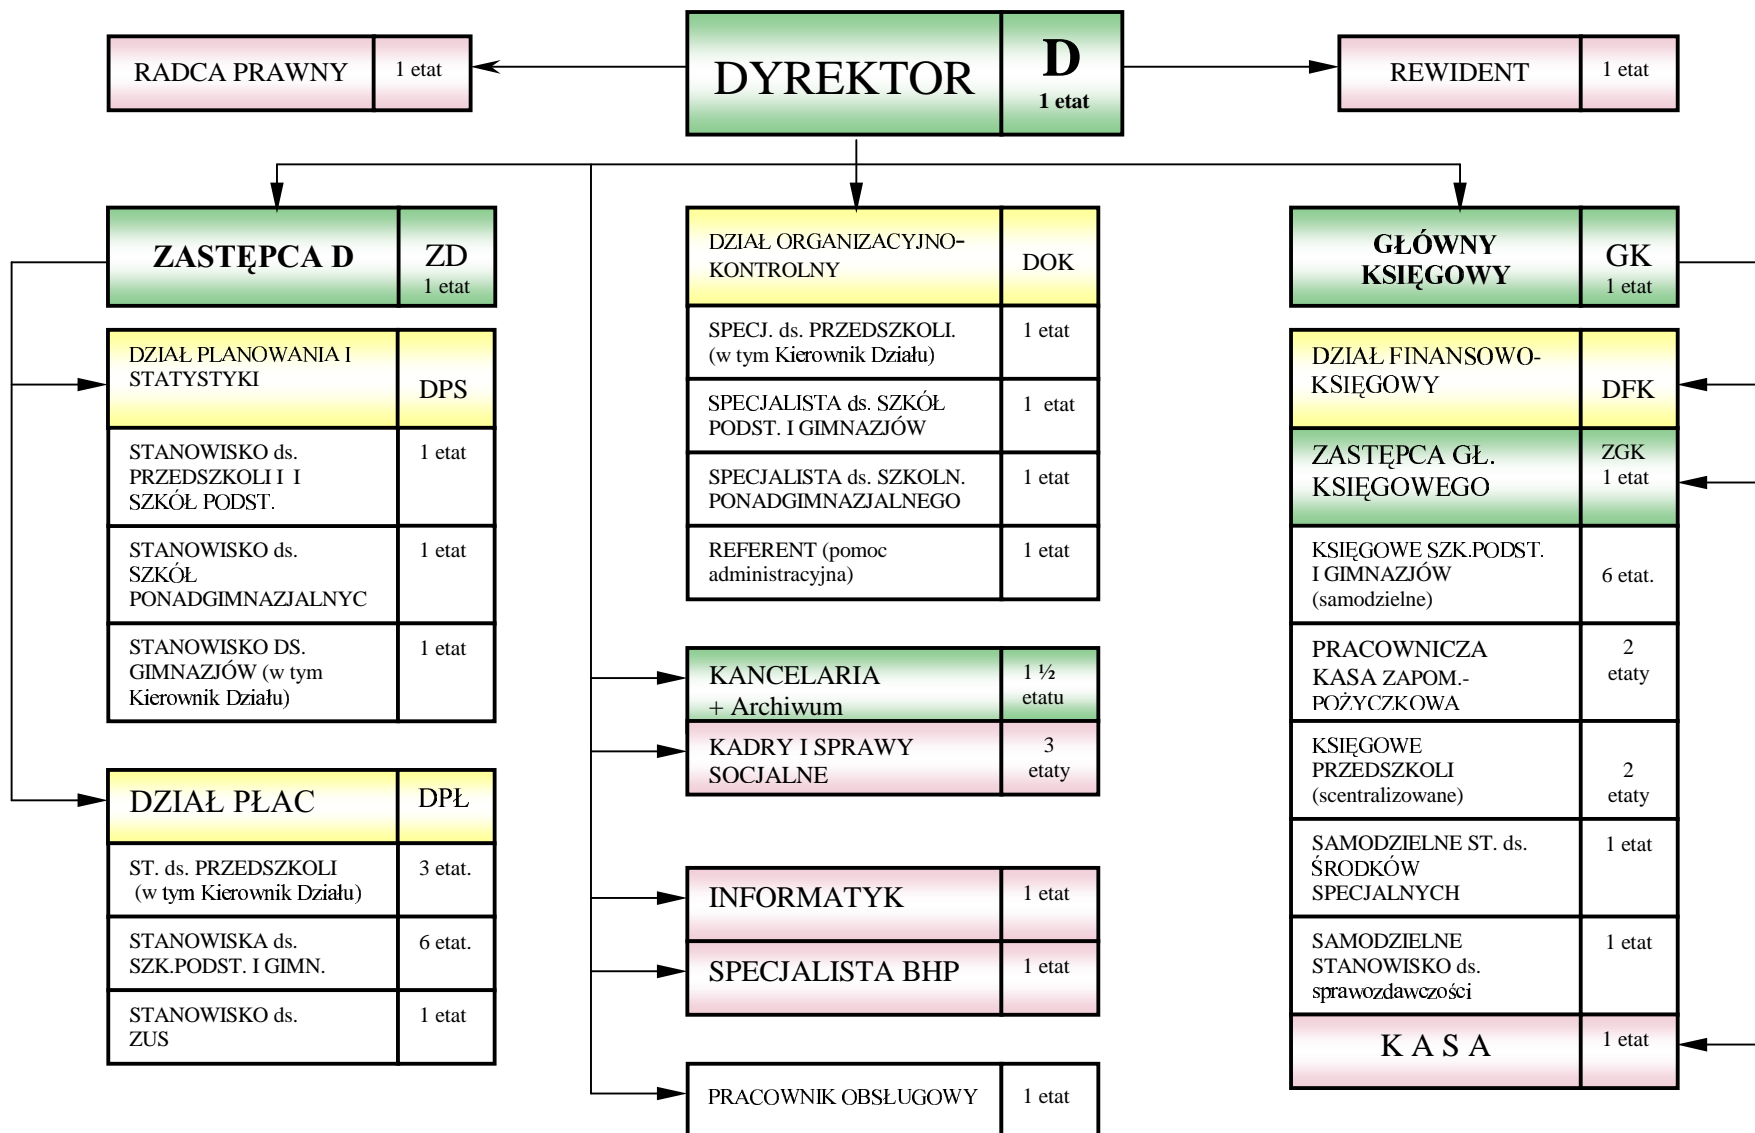 RADCA PRAWNY
1 etat
DYREKTOR
D
1 etat
REWIDENT
1 etat
ZASTĘPCA D
ZD
1 etat
DZIAŁ PLANOWANIA I
STATYSTYKI
DPS
STANOWISKO ds.
PRZEDSZKOLI I I
SZKÓŁ PODST.
1 etat
STANOWISKO ds.
SZKÓŁ
PONADGIMNAZJALNYC
1 etat
STANOWISKO DS.
GIMNAZJÓW (w tym
Kierownik Działu)
1 etat
DZIAŁ PŁAC
DPŁ
ST. ds. PRZEDSZKOLI
(w tym Kierownik Działu)
3 etat.
STANOWISKA ds.
SZK.PODST. I GIMN.
6 etat.
STANOWISKO ds.
ZUS
1 etat
DZIAŁ ORGANIZACYJNO-
KONTROLNY
DOK
SPECJ. ds. PRZEDSZKOLI.
(w tym Kierownik Działu)
1 etat
SPECJALISTA ds. SZKÓŁ
PODST. I GIMNAZJÓW
1 etat
SPECJALISTA ds. SZKOLN.
PONADGIMNAZJALNEGO
1 etat
REFERENT (pomoc
administracyjna)
1 etat
KANCELARIA
+ Archiwum
1 ½
etatu
KADRY I SPRAWY
SOCJALNE
3
etaty
INFORMATYK
1 etat
SPECJALISTA BHP
1 etat
PRACOWNIK OBSŁUGOWY
1 etat
GŁÓWNY
KSIĘGOWY
GK
1 etat
DZIAŁ FINANSOWO-
KSIĘGOWY
DFK
ZASTĘPCA GŁ.
KSIĘGOWEGO
ZGK
1 etat
KSIĘGOWE SZK.PODST.
I GIMNAZJÓW
(samodzielne)
6 etat.
PRACOWNICZA
KASA ZAPOM.-
POŻYCZKOWA
2
etaty
KSIĘGOWE
PRZEDSZKOLI
(scentralizowane)
2
etaty
SAMODZIELNE ST. ds.
ŚRODKÓW
SPECJALNYCH
1 etat
SAMODZIELNE
STANOWISKO ds.
sprawozdawczości
1 etat
K A S A
1 etat